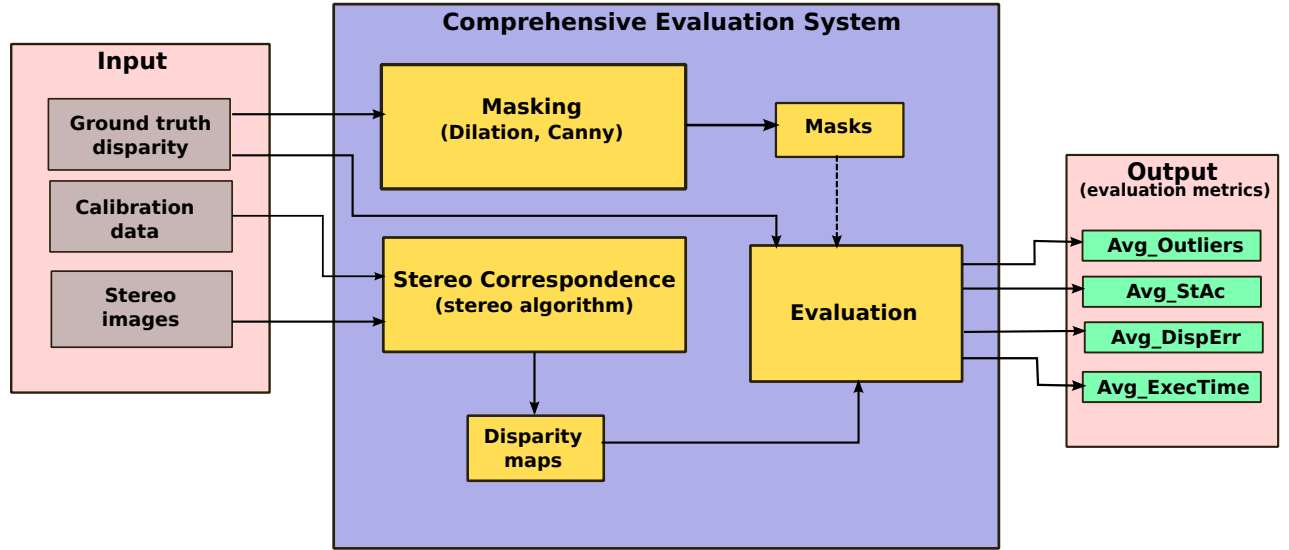 Comprehensive Evaluation System
Input
Ground truth
disparity
Calibration
data
Stereo
images
Masking
(Dilation, Canny)
Masks
Stereo Correspondence
(stereo algorithm)
Disparity
maps
Evaluation
Output
(evaluation metrics)
Avg_Outliers
Avg_StAc
Avg_DispErr
Avg_ExecTime